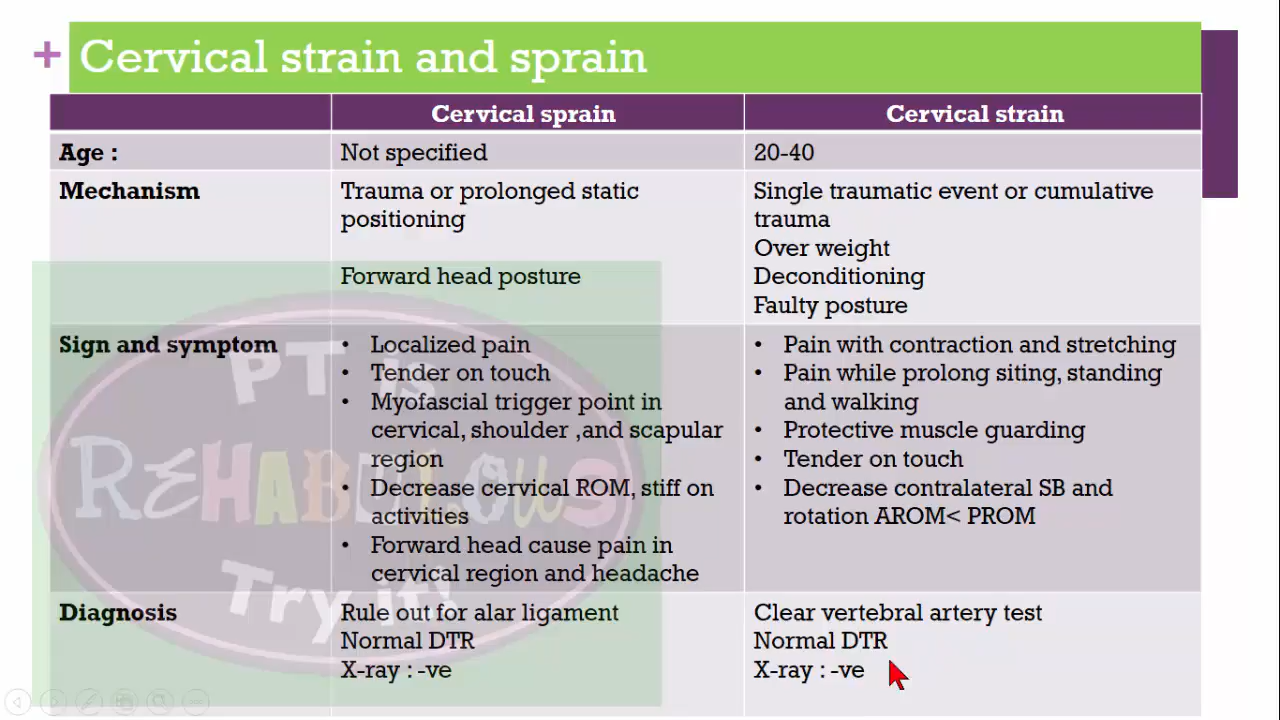 + Cervical strain and sprain
Cervical sprain
Cervical strain
Age :
Not specified
20-40
Mechanism
Trauma or prolonged static
positioning
Forward head posture
Single traumatic event or cumulative
trauma
Over weight
Deconditioning
Faulty posture
Sign and symptom
• Localized pain
• Tender on touch
• Myofascial trigger point in
cervical, shoulder ,and scapular
region
• Decrease cervical ROM, stiff on
activities
• Forward head cause pain in
cervical region and headache
• Pain with contraction and stretching
• Pain while prolong siting, standing
and walking
• Protective muscle guarding
• Tender on touch
• Decrease contralateral SB and
rotation AROM< PROM
Diagnosis
Rule out for alar ligament
Normal DTR
X-ray : -ve
Clear vertebral artery test
Normal DTR
X-ray : -ve
PT is
REHABULOUS
Try it!